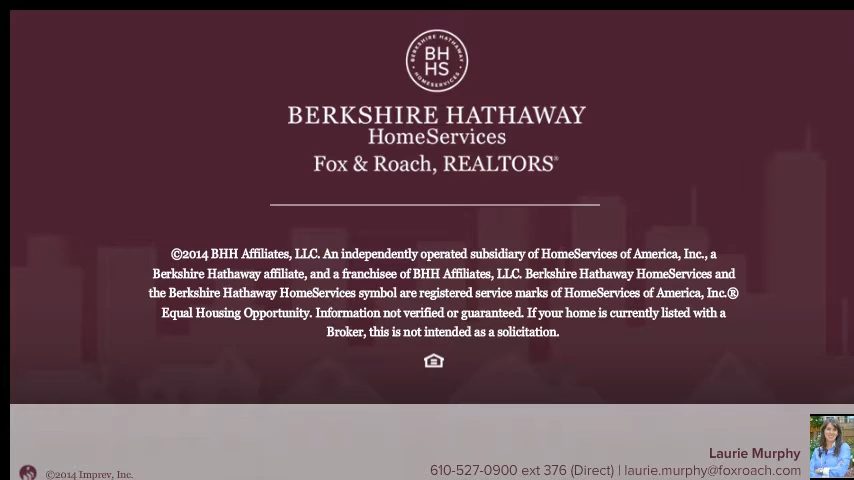 BERKSHIRE HATHAWAY
HOMESERVICES
BH
HS
BERKSHIRE HATHAWAY
HomeServices
Fox & Roach, REALTORS®
©2014 BHH Affiliates, LLC. An independently operated subsidiary of HomeServices of America, Inc., a
Berkshire Hathaway affiliate, and a franchisee of BHH Affiliates, LLC. Berkshire Hathaway HomeServices and
the Berkshire Hathaway HomeServices symbol are registered service marks of HomeServices of America, Inc.®
Equal Housing Opportunity. Information not verified or guaranteed. If your home is currently listed with a
Broker, this is not intended as a solicitation.
Laurie Murphy
610-527-0900 ext 376 (Direct) | laurie.murphy@foxroach.com
©2014 Imprev, Inc.